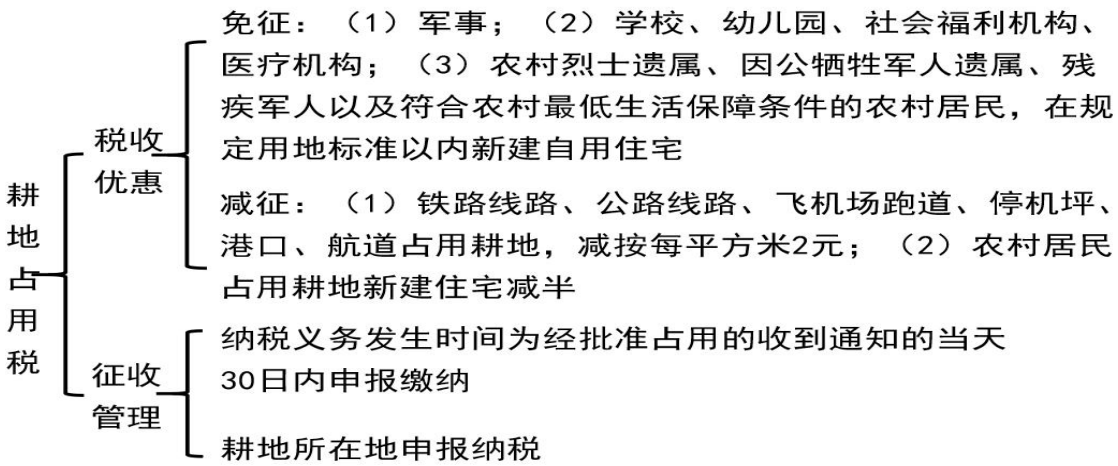 耕地占用税
税收优惠
免征：（1）军事；（2）学校、幼儿园、社会福利机构、
医疗机构；（3）农村烈士遗属、因公牺牲军人遗属、残
疾军人以及符合农村最低生活保障条件的农村居民，在规
定用地标准以内新建自用住宅
减征：（1）铁路线路、公路线路、飞机场跑道、停机坪、
港口、航道占用耕地，减按每平方米2元；（2）农村居民
占用耕地新建住宅减半
征收管理
纳税义务发生时间为经批准占用的收到通知的当天
30日内申报缴纳
耕地所在地申报纳税